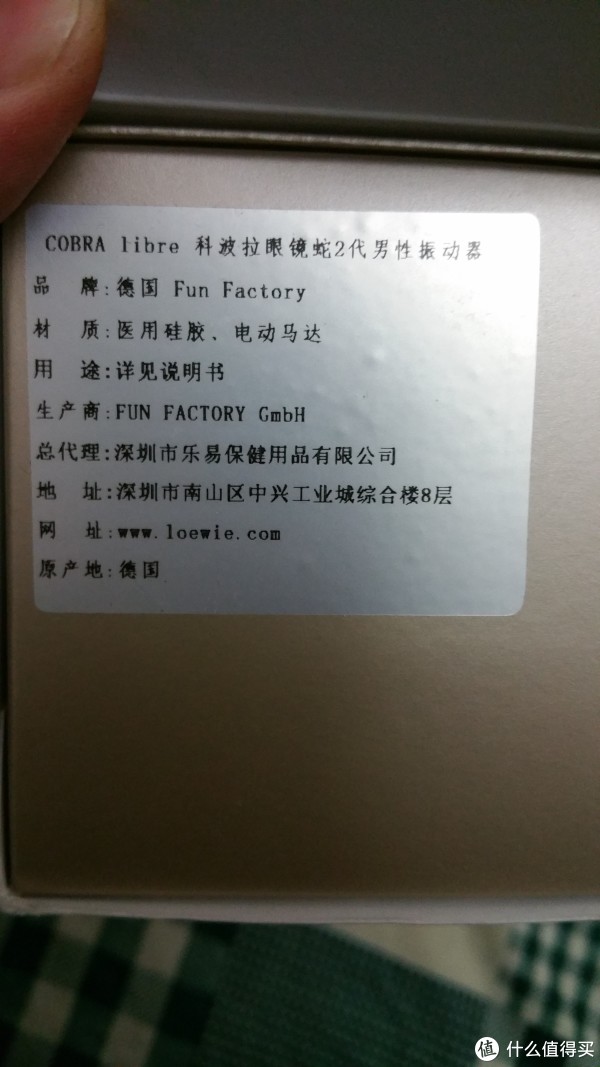 COBRA libre 科波拉眼镜蛇2代男性振动器
品 牌:德国 Fun Factory
材 质:医用硅胶、电动马达
用 途:详见说明书
生产商:FUN FACTORY GmbH
总代理:深圳市乐易保健用品有限公司
地 址:深圳市南山区中兴工业城综合楼8层
网 址:www.loewie.com
原产地:德国
值 什么值得买